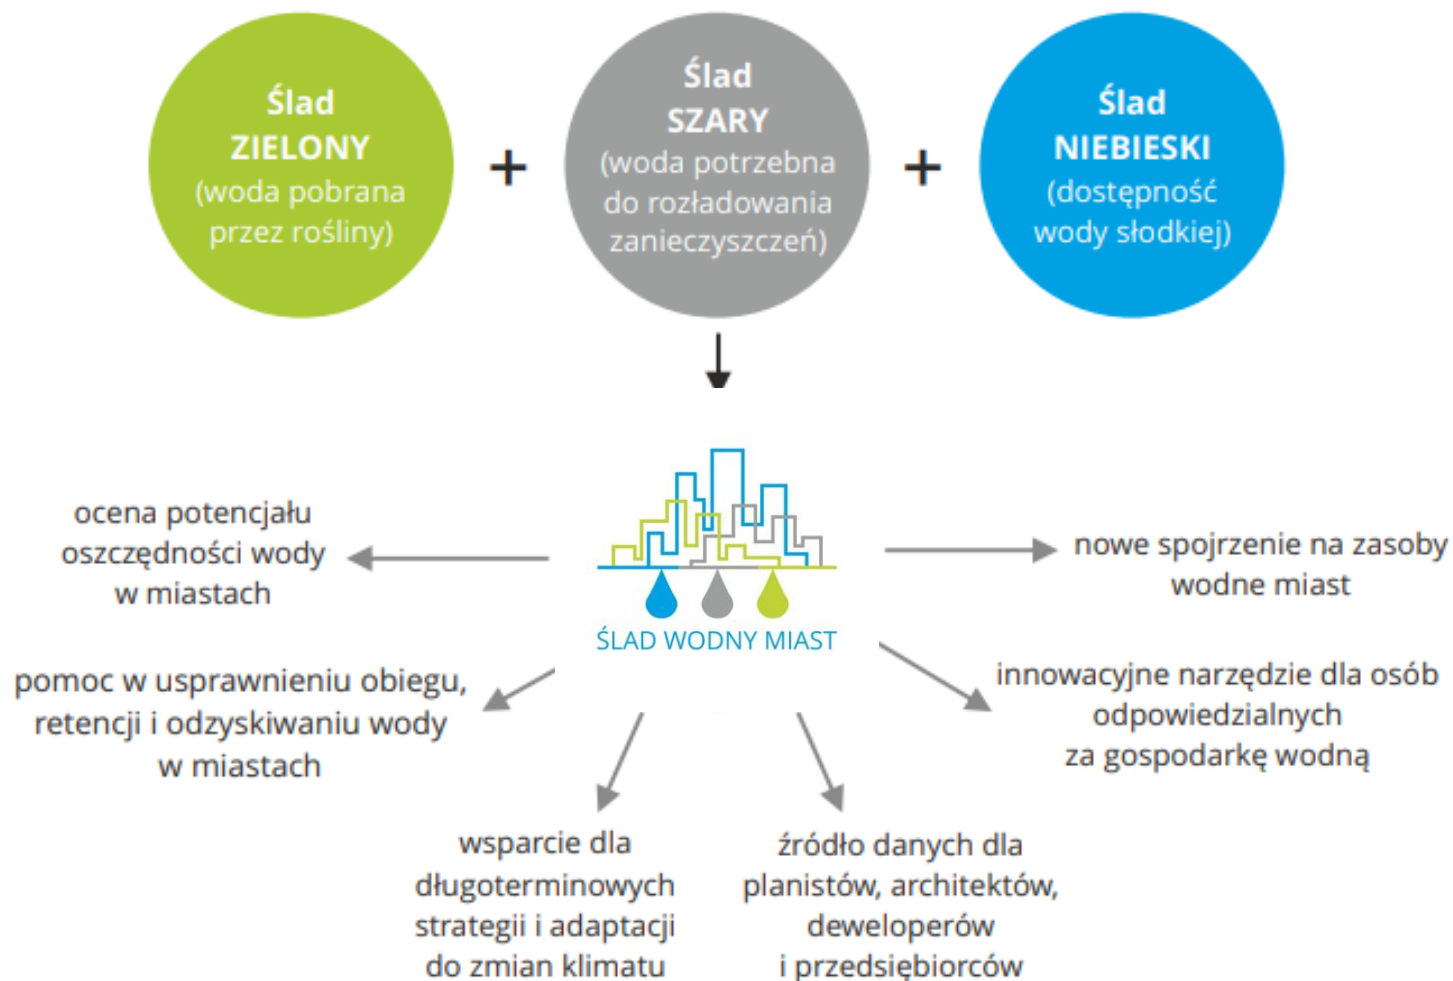 Ślad
ZIELONY
(woda pobrana
przez rośliny)
+
Ślad
SZARY
(woda potrzebna
do rozładowania
zanieczyszczeń)
+
Ślad
NIEBIESKI
(dostępność
wody słodkiej)
ŚLAD WODNY MIAST
ocena potencjału
oszczędności wody
w miastach
nowe spojrzenie na zasoby
wodne miast
pomoc w usprawnieniu obiegu,
retencji i odzyskiwaniu wody
w miastach
innowacyjne narzędzie dla osób
odpowiedzialnych
za gospodarkę wodną
wsparcie dla
długoterminowych
strategii i adaptacji
do zmian klimatu
źródło danych dla
planistów, architektów,
deweloperów
i przedsiębiorców